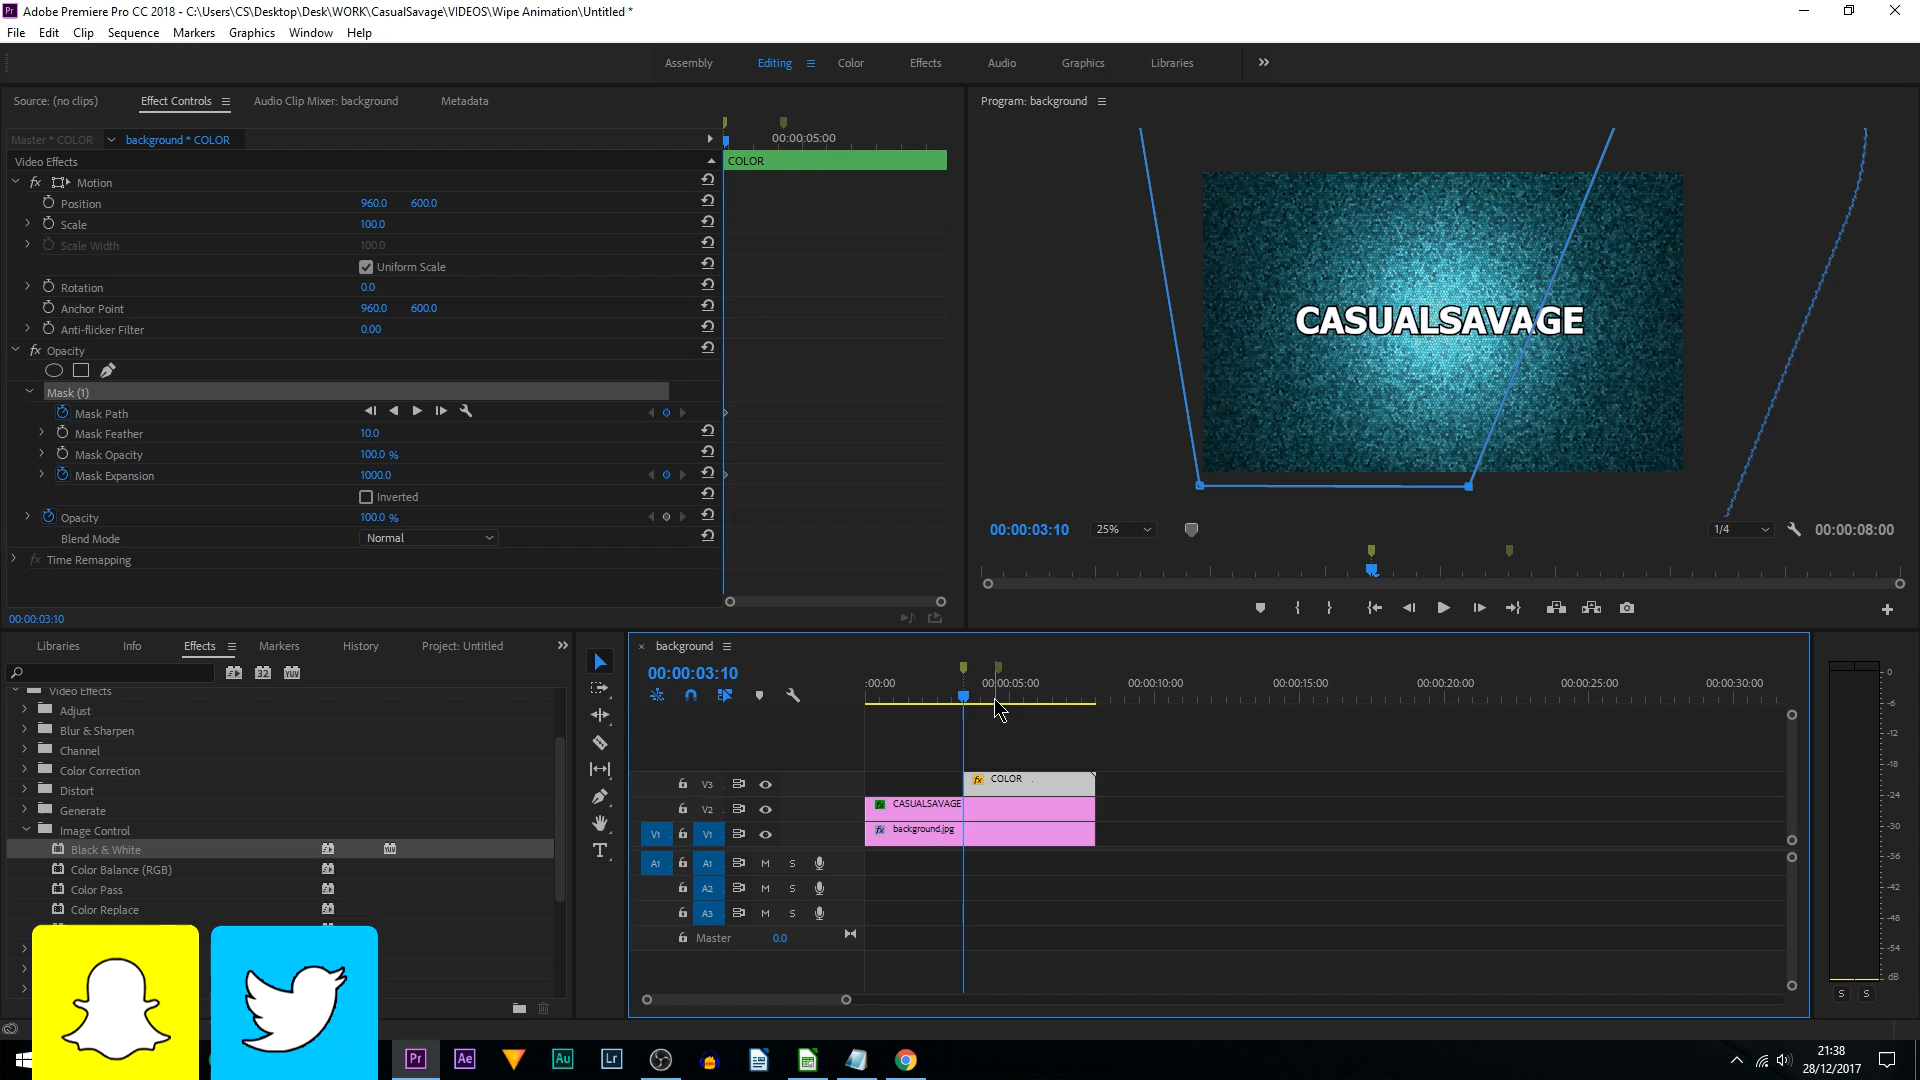 Adobe Premiere Pro CC 2018 - C:\Users\CS\Desktop\Desk\WORK\CasualSavage\VIDEOS\Wipe Animation\Untitled *
File Edit Clip Sequence Markers Graphics Window Help
Assembly Editing Color Effects Audio Graphics Libraries
Source: (no clips) Effect Controls Audio Clip Mixer: background Metadata
Program: background
Master * COLOR background * COLOR
00:00:05:00
Video Effects
COLOR
fx Motion
Position 960.0 600.0
Scale 100.0
Scale Width 100.0
Uniform Scale
Rotation 0.0
Anchor Point 960.0 600.0
Anti-flicker Filter 0.00
fx Opacity
Mask (1)
Mask Path
Mask Feather 10.0
Mask Opacity 100.0 %
Mask Expansion 1000.0
Inverted
Opacity 100.0 %
Blend Mode Normal
fx Time Remapping
00:00:03:10
CASUALSAVAGE
00:00:03:10 25% 1/4 00:00:08:00
Libraries Info Effects Markers History Project: Untitled
32 YUV
Video Effects
Adjust
Blur & Sharpen
Channel
Color Correction
Distort
Generate
Image Control
Black & White
Color Balance (RGB)
Color Pass
Color Replace
background
00:00:03:10
:00:00 00:00:05:00 00:00:10:00 00:00:15:00 00:00:20:00 00:00:25:00 00:00:30:00
V3 fx COLOR
V2 fx CASUALSAVAGE
V1 V1 fx background.jpg
A1 A1 M S
A2 M S
A3 M S
Master 0.0
0
-6
-12
-18
-24
-30
-36
-42
-48
-54
dB
S S
Pr Ae Au Lr
21:38
28/12/2017